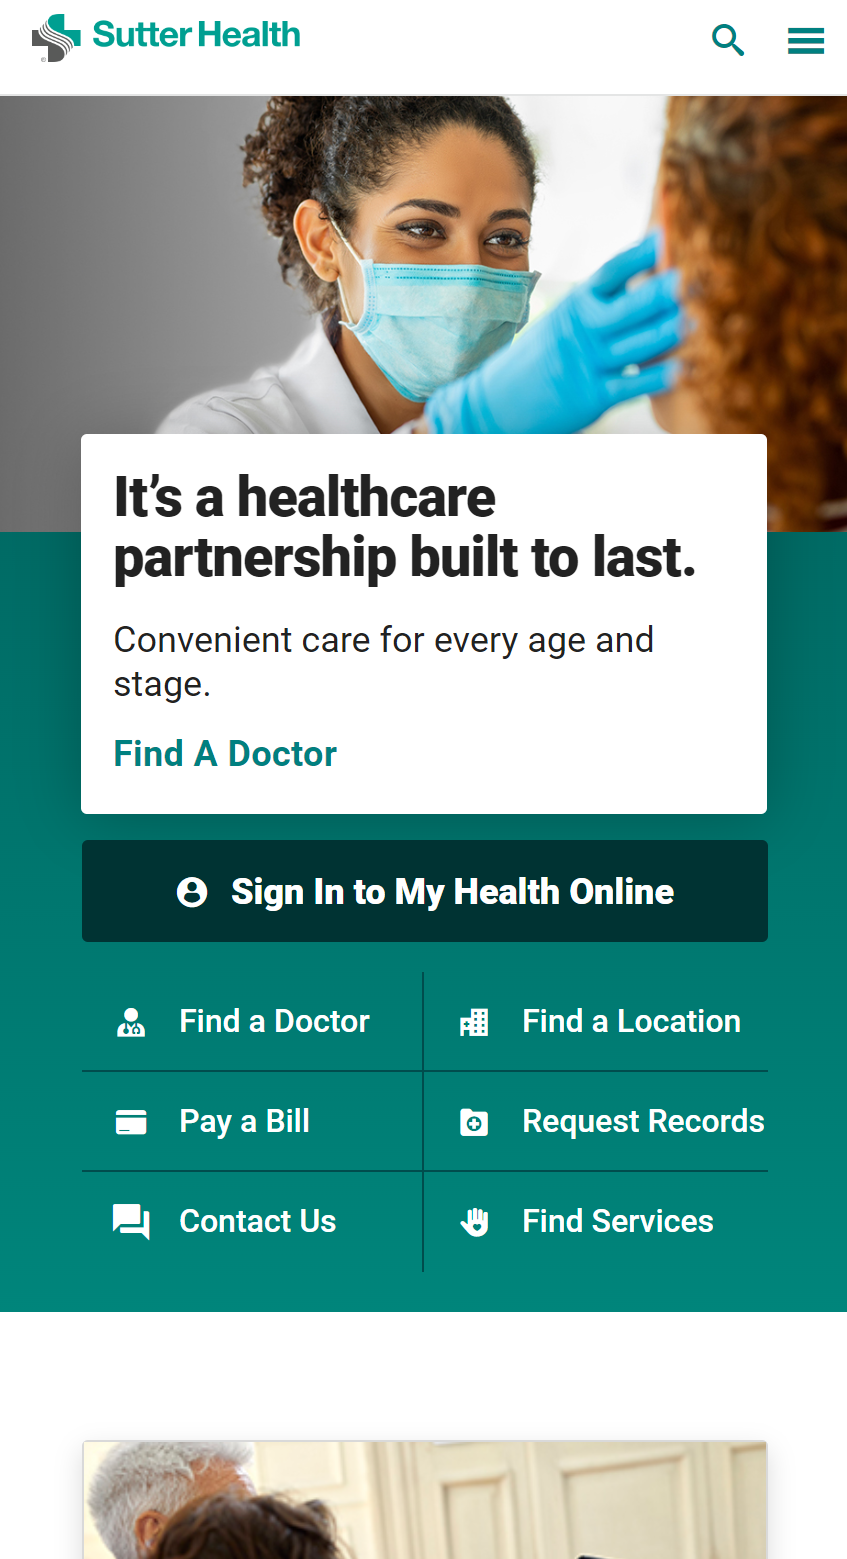 Sutter Health
It's a healthcare
partnership built to last.
Convenient care for every age and
stage.
Find A Doctor
Sign In to My Health Online
Find a Doctor
Find a Location
Pay a Bill
Request Records
Contact Us
Find Services